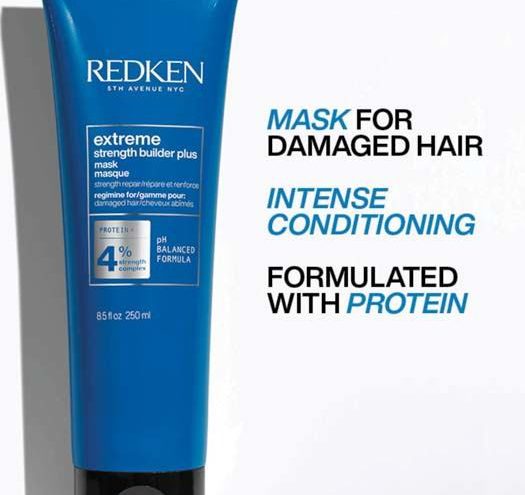 REDKEN
5TH AVENUE NYC
extreme
strength builder plus
mask
masque
strength repair/répare et renforce
regimine for/gamme pour:
damaged hair/cheveux abîmés
PROTEIN+
4%
strength
complex
pH
BALANCED
FORMULA
8.5 fl oz 250 ml
MASK FOR
DAMAGED HAIR
INTENSE
CONDITIONING
FORMULATED
WITH PROTEIN